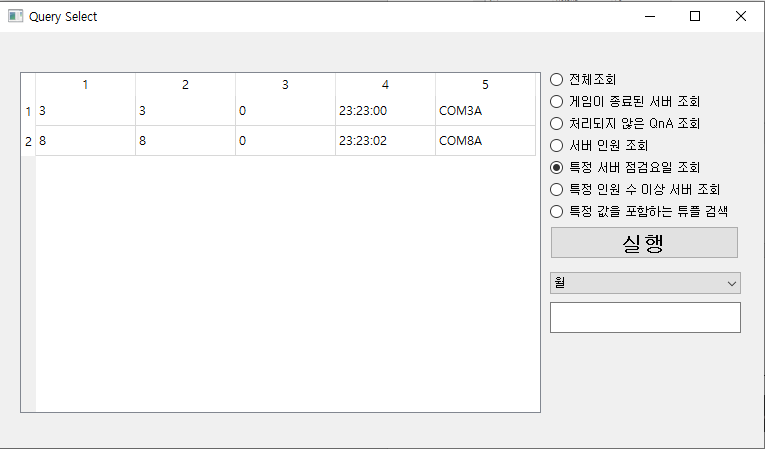 Query Select
1 2 3 4 5
1 3 3 0 23:23:00 COM3A
2 8 8 0 23:23:02 COM8A
전체조회
게임이 종료된 서버 조회
처리되지 않은 QnA 조회
서버 인원 조회
특정 서버 점검요일 조회
특정 인원 수 이상 서버 조회
특정 값을 포함하는 튜플 검색
실행
월